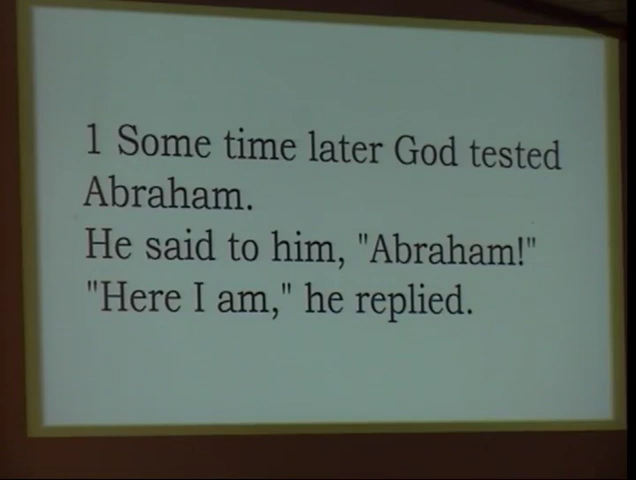 1 Some time later God tested
Abraham.
He said to him, "Abraham!"
"Here I am," he replied.